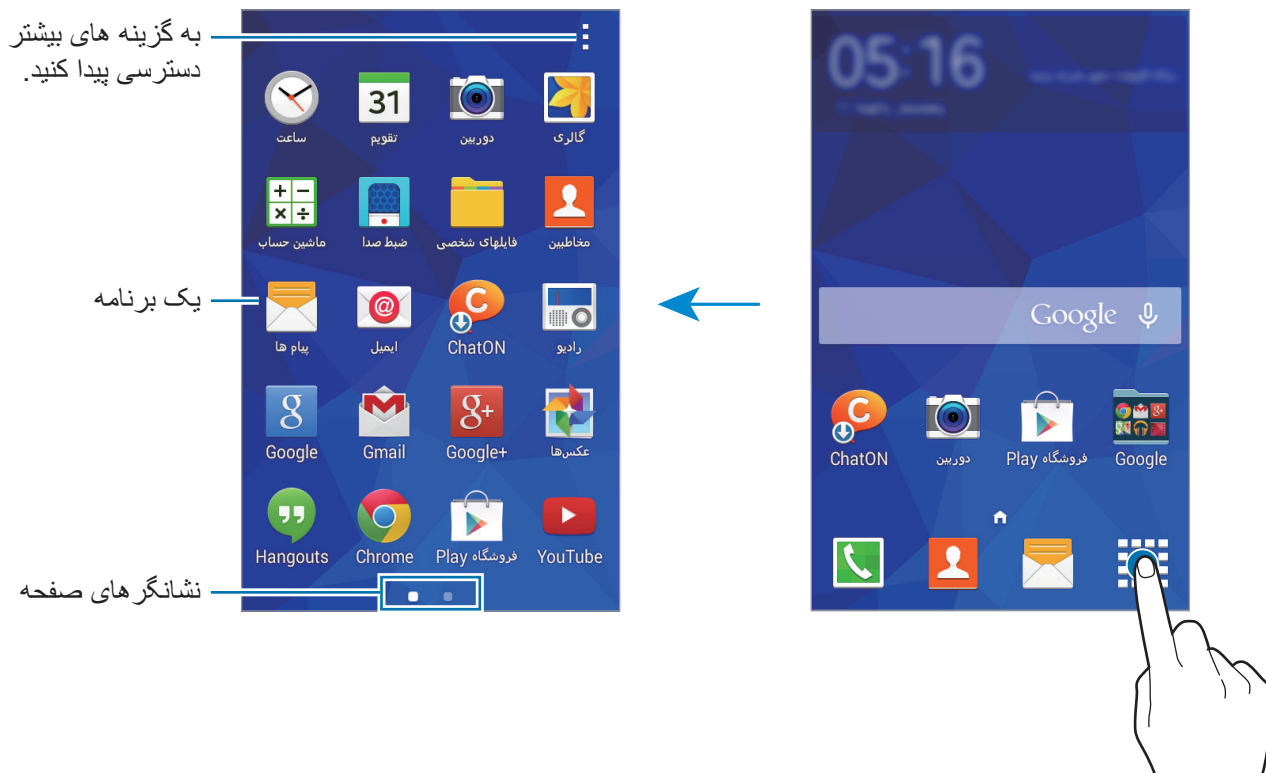 به گزینه های بیشتر
دسترسی پیدا کنید.
یک برنامه
نشانگرهای صفحه
31
ساعت
تقویم
دوربین
گالری
ماشین حساب
ضبط صدا
فایلهای شخصی
مخاطبین
پیام ها
ایمیل
ChatON
رادیو
Google
Gmail
Google+
عکس‌ها
Hangouts
Chrome
فروشگاه Play
YouTube
05:16
Google
ChatON
دوربین
فروشگاه Play
Google